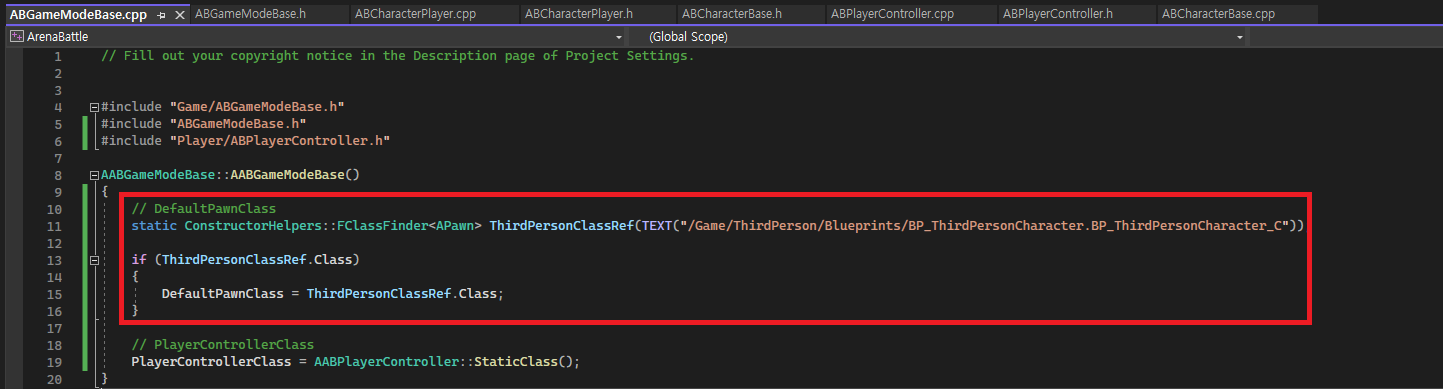 ABGameModeBase.cpp ABGameModeBase.h ABCharacterPlayer.cpp ABCharacterPlayer.h ABCharacterBase.h ABPlayerController.cpp ABPlayerController.h ABCharacterBase.cpp
ArenaBattle (Global Scope)
1 // Fill out your copyright notice in the Description page of Project Settings.
2
3
4 #include "Game/ABGameModeBase.h"
5 #include "ABGameModeBase.h"
6 #include "Player/ABPlayerController.h"
7
8 AABGameModeBase::AABGameModeBase()
9 {
10 // DefaultPawnClass
11 static ConstructorHelpers::FClassFinder<APawn> ThirdPersonClassRef(TEXT("/Game/ThirdPerson/Blueprints/BP_ThirdPersonCharacter.BP_ThirdPersonCharacter_C"))
12
13 if (ThirdPersonClassRef.Class)
14 {
15 DefaultPawnClass = ThirdPersonClassRef.Class;
16 }
17
18 // PlayerControllerClass
19 PlayerControllerClass = AABPlayerController::StaticClass();
20 }